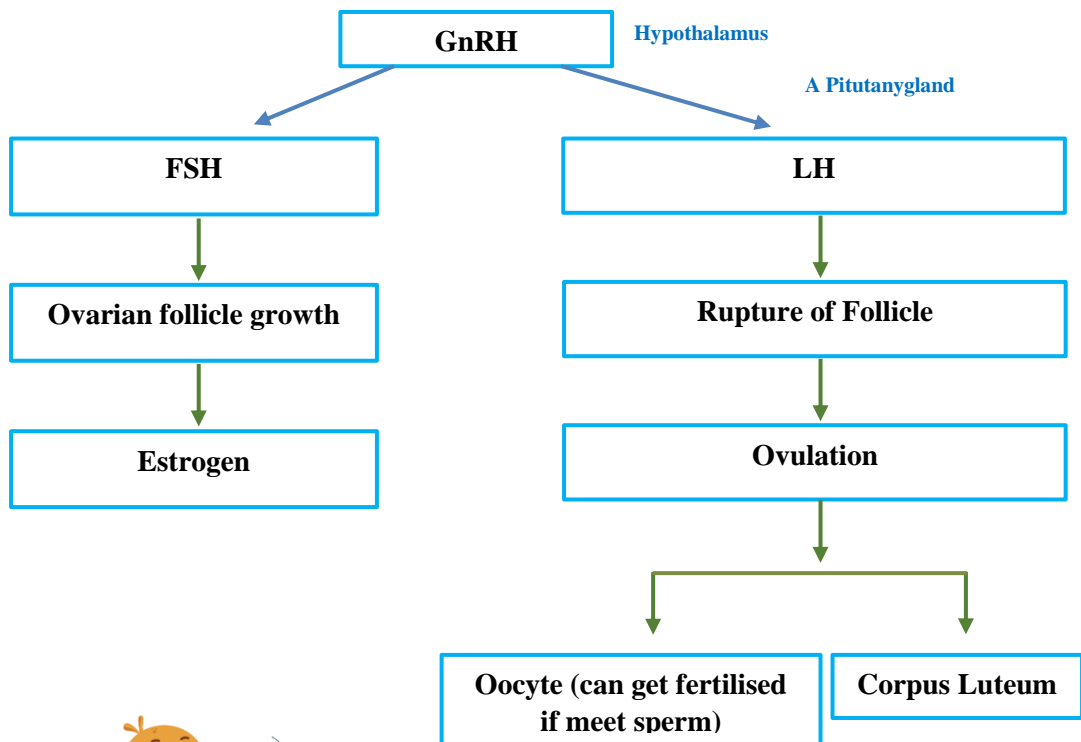 GnRH
Hypothalamus
A Pitutanygland
FSH
LH
Ovarian follicle growth
Rupture of Follicle
Estrogen
Ovulation
Oocyte (can get fertilised
if meet sperm)
Corpus Luteum